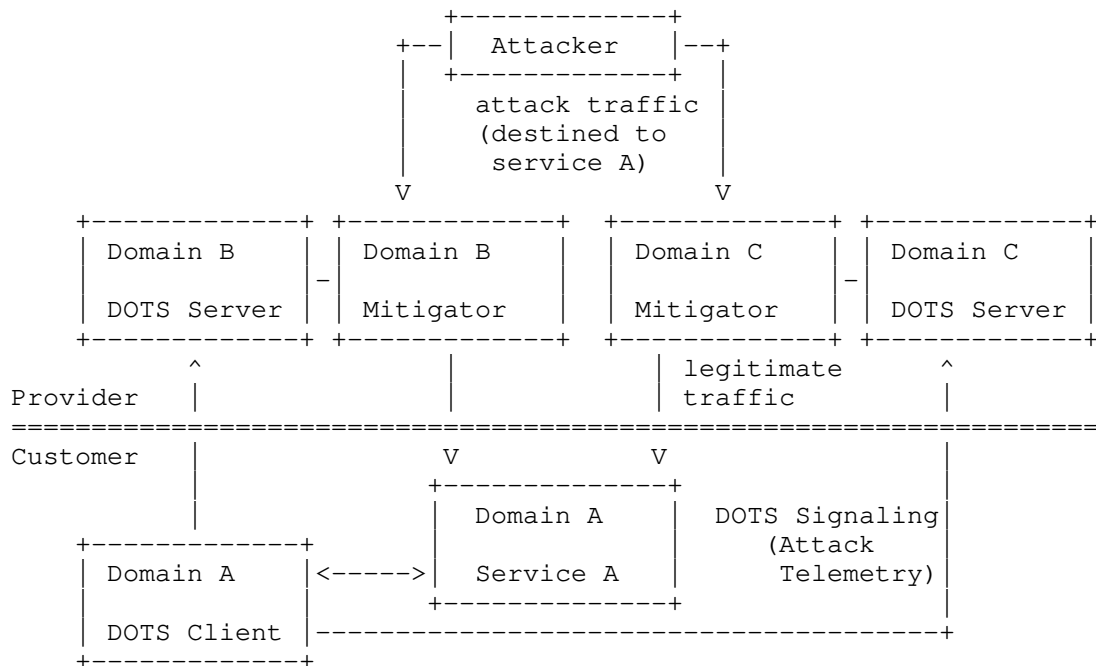 Attacker
attack traffic
(destined to
service A)
Domain B
DOTS Server
Domain B
Mitigator
Domain C
Mitigator
Domain C
DOTS Server
legitimate
traffic
Provider
Customer
Domain A
Service A
DOTS Signaling
(Attack
Telemetry)
Domain A
DOTS Client